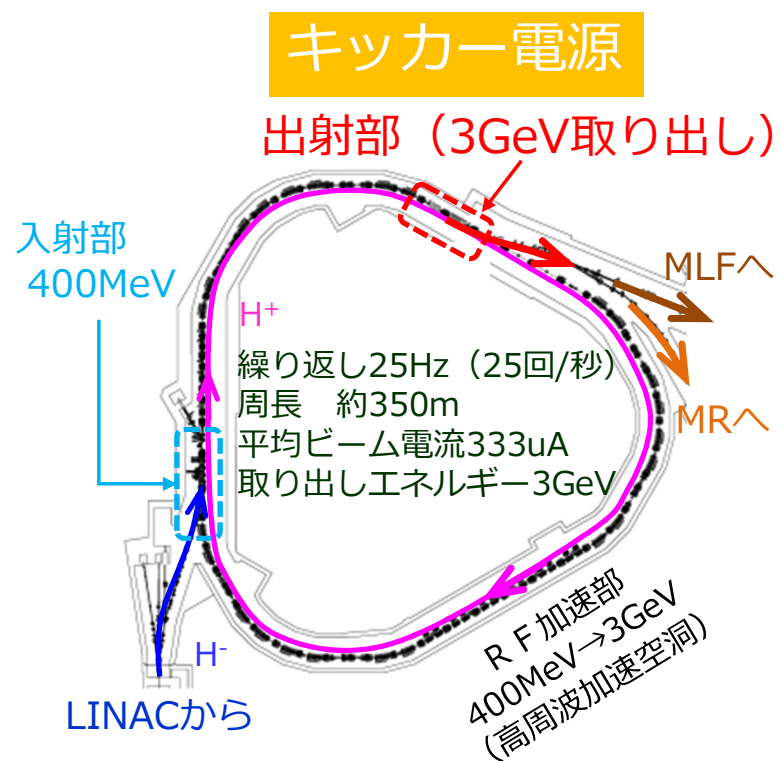 キッカー電源
出射部（3GeV取り出し）
入射部
400MeV
MLFへ
H+
繰り返し25Hz（25回/秒）
周長　約350m
平均ビーム電流333uA
取り出しエネルギー3GeV
MRへ
ＲＦ加速部
400MeV→3GeV
(高周波加速空洞)
H-
LINACから